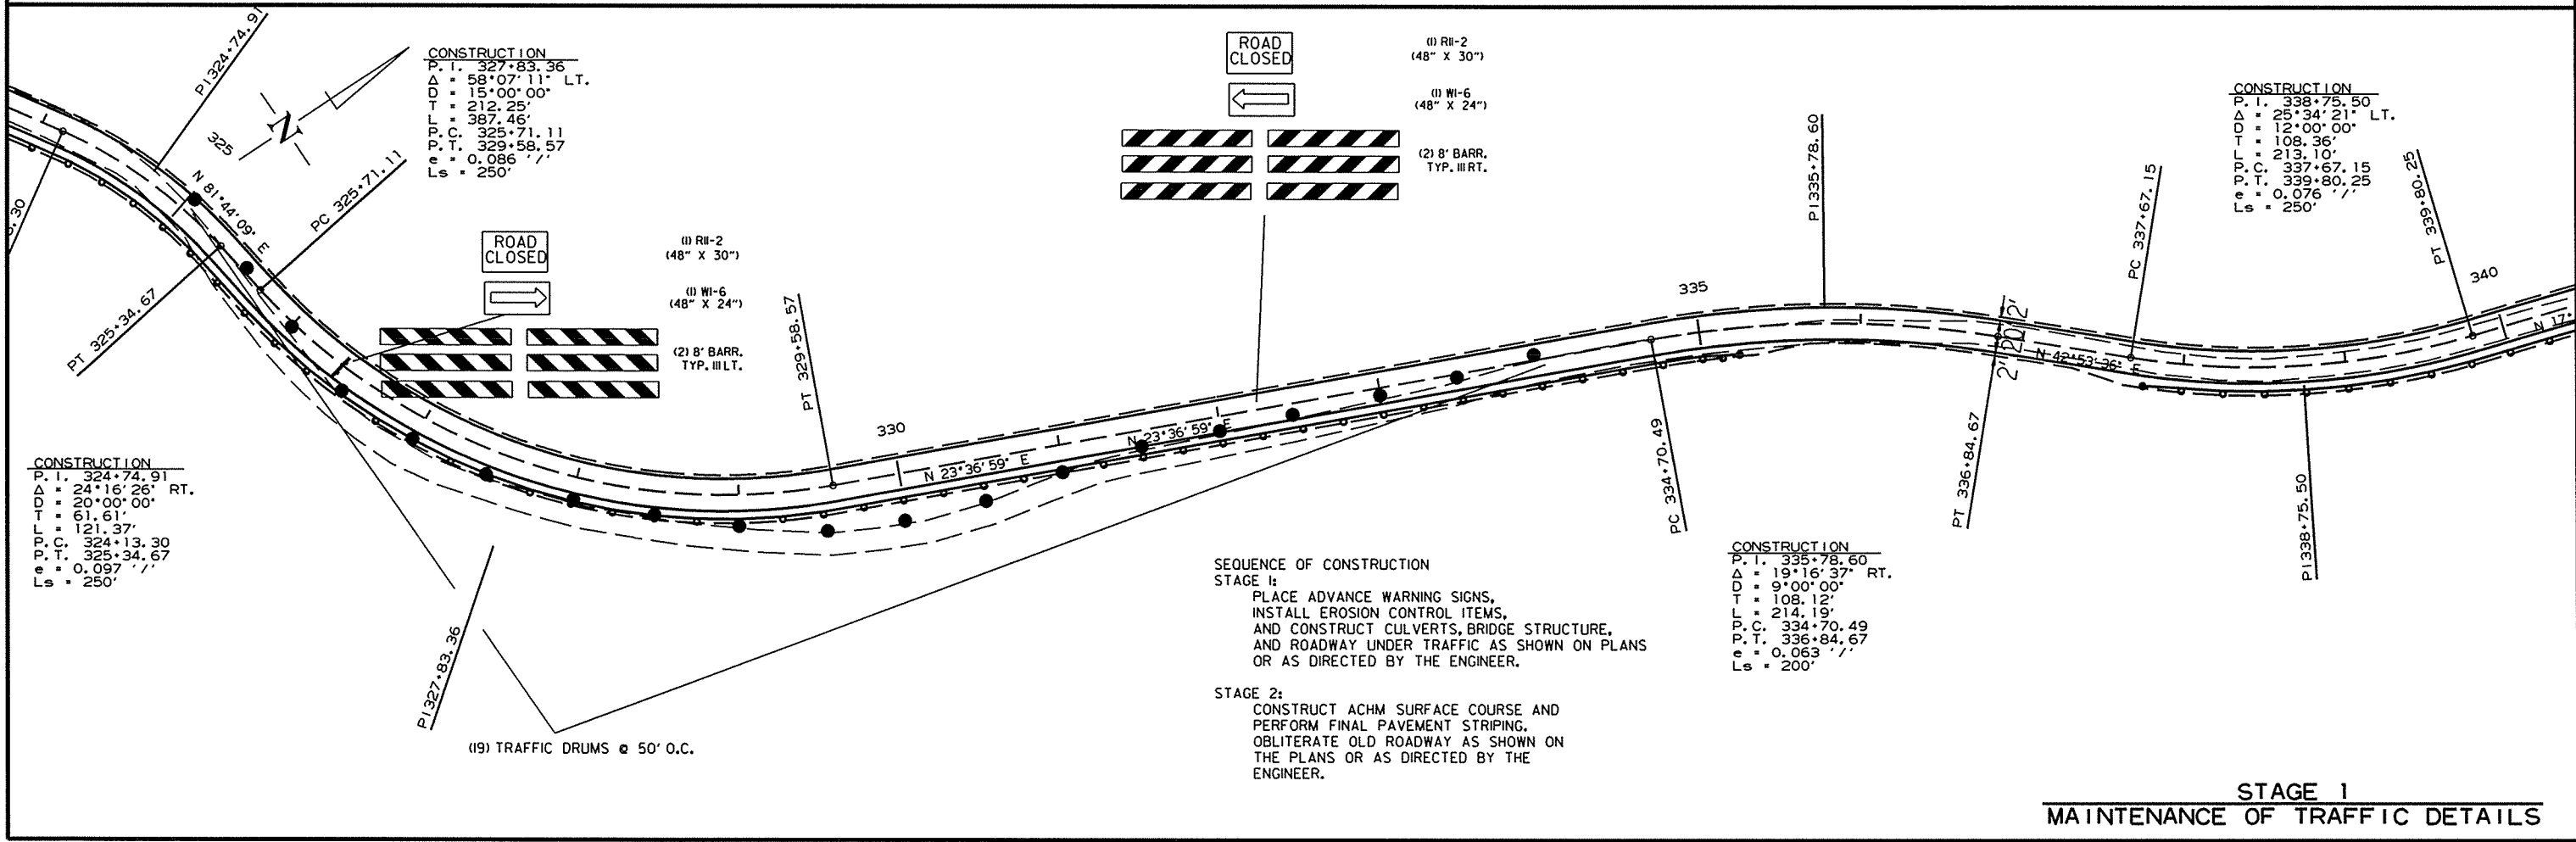 PI 324+74.91
CONSTRUCTION
P.I. 327+83.36
Δ = 58°07'11" LT.
D = 15°00'00"
T = 212.25'
L = 387.46'
P.C. 325+71.11
P.T. 329+58.57
e = 0.086 '/'
Ls = 250'
N
325
N 81°44'09" E
PC 325+71.11
PT 325+34.67
ROAD
CLOSED
(1) R11-2
(48" X 30")
(1) W1-6
(48" X 24")
(2) 8' BARR.
TYP. III LT.
ROAD
CLOSED
(1) R11-2
(48" X 30")
(1) W1-6
(48" X 24")
(2) 8' BARR.
TYP. III RT.
CONSTRUCTION
P.I. 338+75.50
Δ = 25°34'21" LT.
D = 12°00'00"
T = 108.36'
L = 213.10'
P.C. 337+67.15
P.T. 339+80.25
e = 0.076 '/'
Ls = 250'
PT 329+58.57
330
N 23°36'59" E
N 23°36'59" E
335
PI 335+78.60
PC 334+70.49
2'
20'
2'
N 42°53'36" E
PT 336+84.67
PC 337+67.15
PI 338+75.50
PT 339+80.25
340
N 17°
CONSTRUCTION
P.I. 324+74.91
Δ = 24°16'26" RT.
D = 20°00'00"
T = 61.61'
L = 121.37'
P.C. 324+13.30
P.T. 325+34.67
e = 0.097 '/'
Ls = 250'
PI 327+83.36
(19) TRAFFIC DRUMS @ 50' O.C.
SEQUENCE OF CONSTRUCTION
STAGE 1:
PLACE ADVANCE WARNING SIGNS,
INSTALL EROSION CONTROL ITEMS,
AND CONSTRUCT CULVERTS, BRIDGE STRUCTURE,
AND ROADWAY UNDER TRAFFIC AS SHOWN ON PLANS
OR AS DIRECTED BY THE ENGINEER.
STAGE 2:
CONSTRUCT ACHM SURFACE COURSE AND
PERFORM FINAL PAVEMENT STRIPING.
OBLITERATE OLD ROADWAY AS SHOWN ON
THE PLANS OR AS DIRECTED BY THE
ENGINEER.
CONSTRUCTION
P.I. 335+78.60
Δ = 19°16'37" RT.
D = 9°00'00"
T = 108.12'
L = 214.19'
P.C. 334+70.49
P.T. 336+84.67
e = 0.063 '/'
Ls = 200'
STAGE 1
MAINTENANCE OF TRAFFIC DETAILS